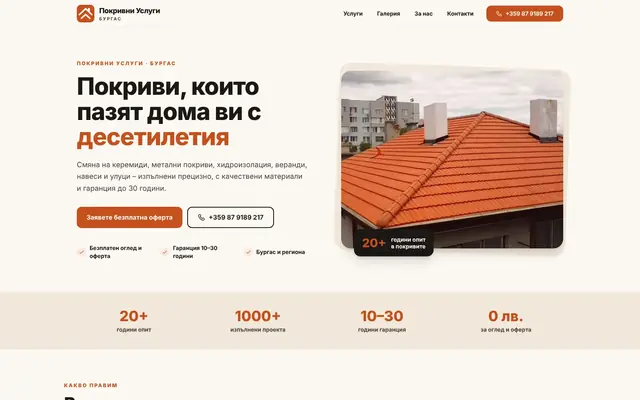 Покривни Услуги
БУРГАС
Услуги
Галерия
За нас
Контакти
+359 87 9189 217
ПОКРИВНИ УСЛУГИ · БУРГАС
Покриви, които
пазят дома ви с
десетилетия
Смяна на керемиди, метални покриви, хидроизолация, веранди,
навеси и улуци – изпълнени прецизно, с качествени материали
и гаранция до 30 години.
Заявете безплатна оферта
+359 87 9189 217
Безплатен оглед и
оферта
Гаранция 10–30
години
Бургас и региона
20+
години опит
в покривите
20+
години опит
1000+
изпълнени проекта
10–30
години гаранция
0 лв.
за оглед и оферта
КАКВО ПРАВИМ